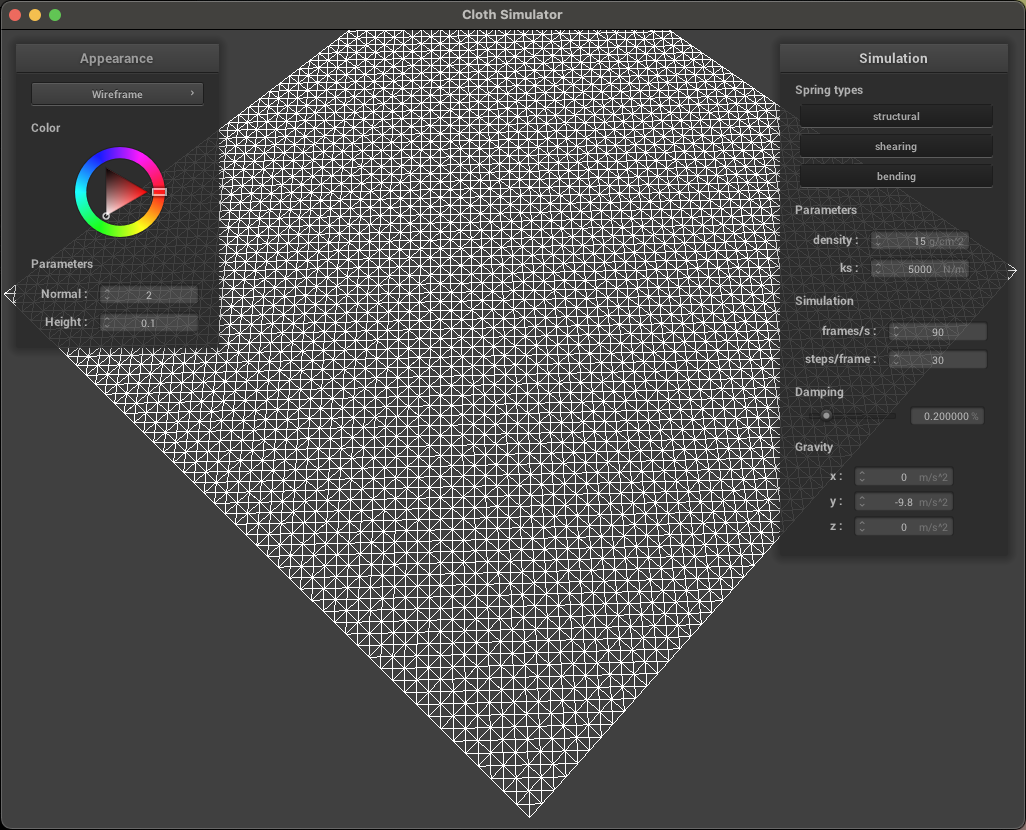 Cloth Simulator
Appearance
Wireframe ›
Color
Parameters
Normal : 2
Height : 0.1
Simulation
Spring types
structural
shearing
bending
Parameters
density : 15 g/cm^2
ks : 5000 N/m
Simulation
frames/s : 90
steps/frame : 30
Damping
0.200000 %
Gravity
x : 0 m/s^2
y : -9.8 m/s^2
z : 0 m/s^2